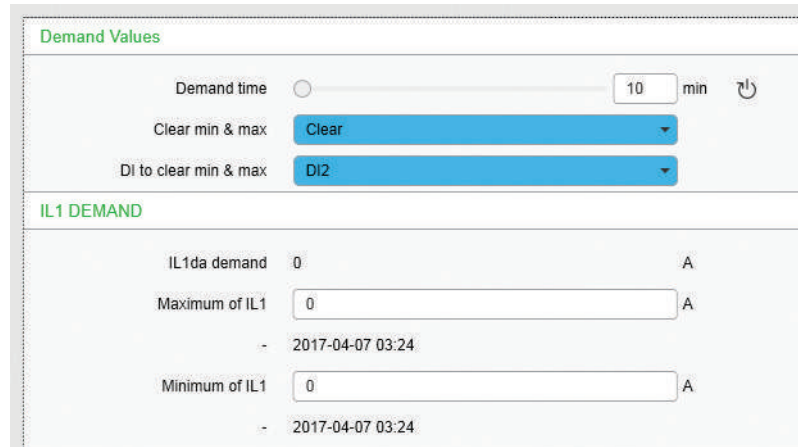 Demand Values
Demand time 10 min
Clear min & max Clear
DI to clear min & max DI2
IL1 DEMAND
IL1da demand 0 A
Maximum of IL1 0 A
- 2017-04-07 03:24
Minimum of IL1 0 A
- 2017-04-07 03:24